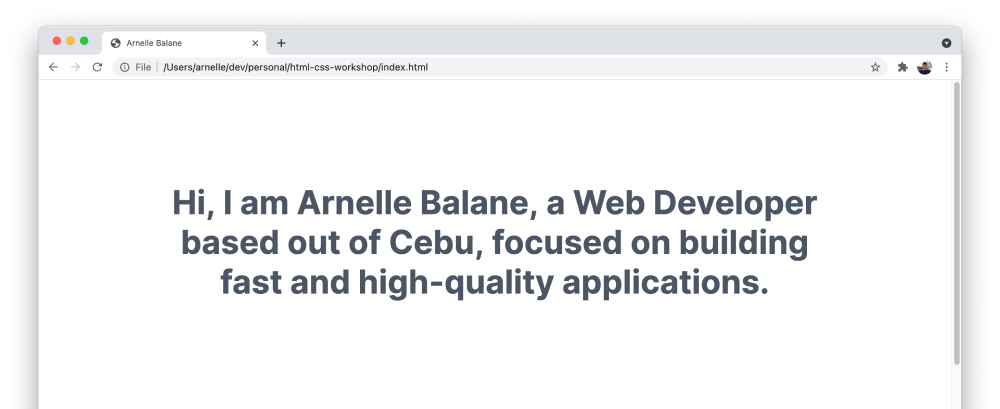 Arnelle Balane
File | /Users/arnelle/dev/personal/html-css-workshop/index.html
Hi, I am Arnelle Balane, a Web Developer
based out of Cebu, focused on building
fast and high-quality applications.